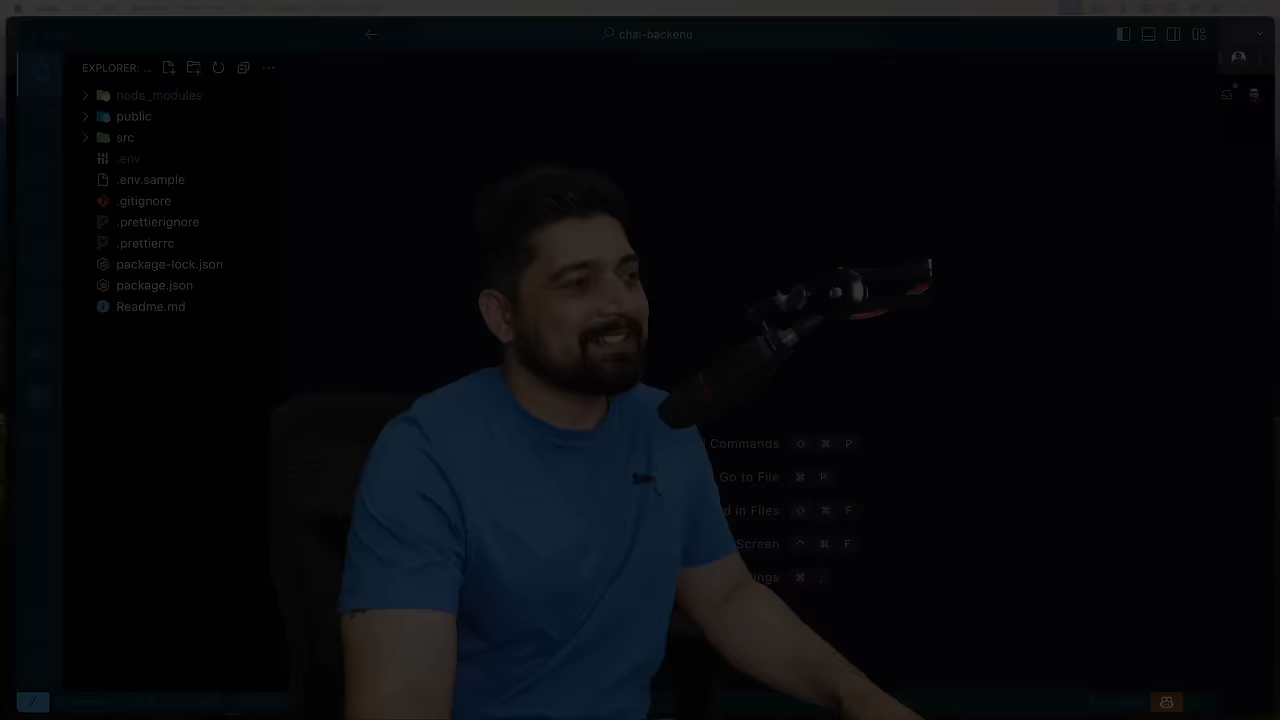 chai-backend
EXPLORER: ...
node_modules
public
src
.env
.env.sample
.gitignore
.prettierignore
.prettierrc
package-lock.json
package.json
Readme.md
Commands ⇧ ⌘ P
Go to File ⌘ P
d in Files ⇧ ⌘ F
Screen ^ ⌘ F
ings ⌘ ,